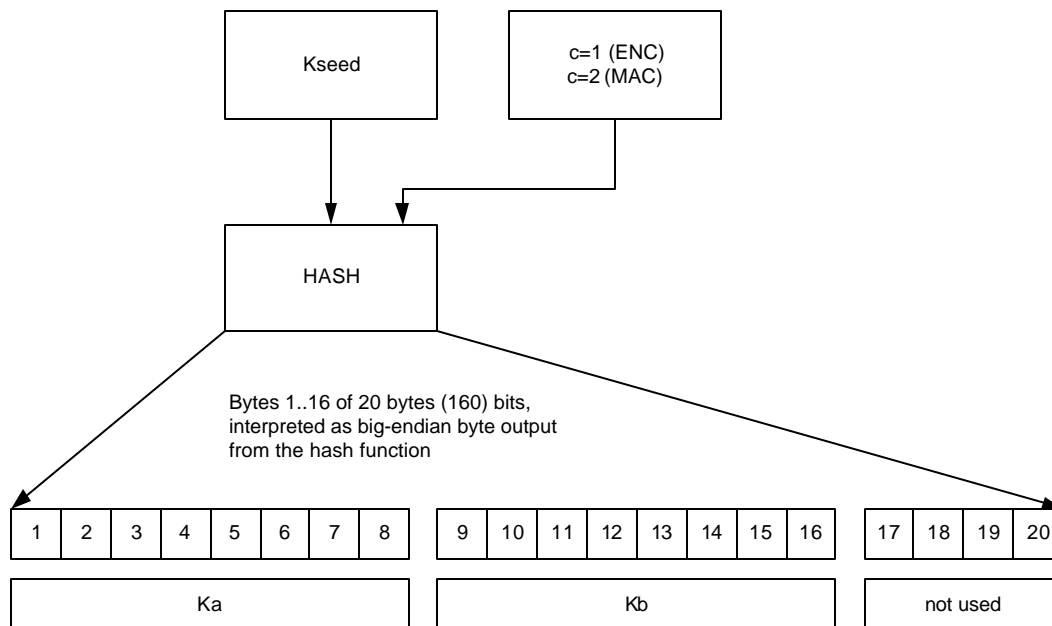 Kseed
c=1 (ENC)
c=2 (MAC)
HASH
Bytes 1..16 of 20 bytes (160) bits,
interpreted as big-endian byte output
from the hash function
1 2 3 4 5 6 7 8 9 10 11 12 13 14 15 16 17 18 19 20
Ka Kb not used